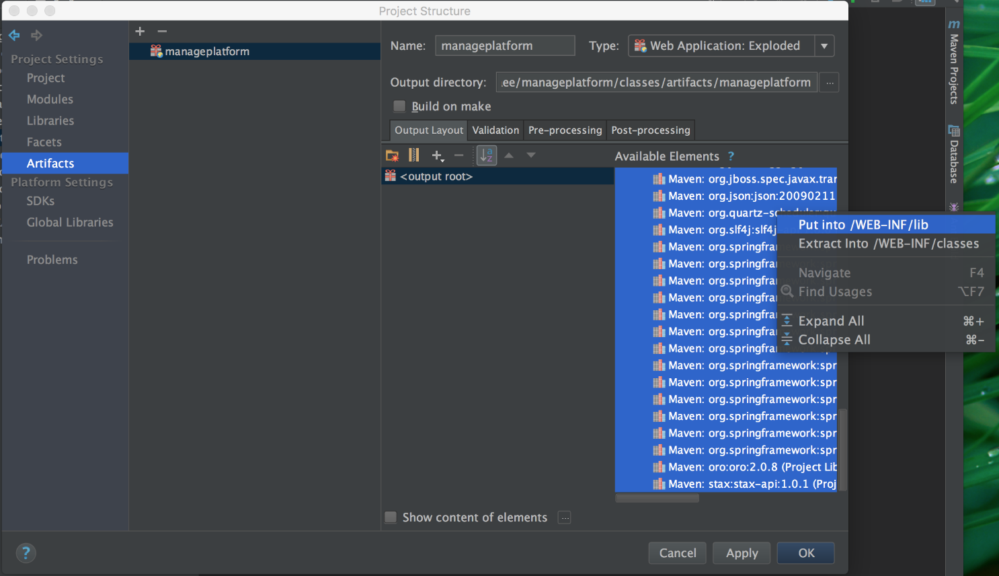 Project Structure
Project Settings
Project
Modules
Libraries
Facets
Artifacts
Platform Settings
SDKs
Global Libraries
Problems
manageplatform
Name: manageplatform
Type: Web Application: Exploded
Output directory: ee/manageplatform/classes/artifacts/manageplatform ...
Build on make
Output Layout Validation Pre-processing Post-processing
Available Elements ?
<output root>
Maven: org.jboss.spec.javax.tran
Maven: org.json:json:20090211
Maven: 
Maven: org.slf4j:slf4j
Maven: org.springfra
Maven: org.springfra
Maven: org.springfra
Maven: org.springfra
Maven: org.springfra
Maven: org.springfra
Maven: org.springfra
Maven: org.springframework:spr
Maven: org.springframework:spr
Maven: org.springframework:spr
Maven: org.springframework:spr
Maven: org.springframework:spr
Maven: org.springframework:spr
Maven: oro:oro:2.0.8 (Project Lib
Maven: stax:stax-api:1.0.1 (Proj
Show content of elements ...
Put into /WEB-INF/lib
Extract Into /WEB-INF/classes
Navigate F4
Find Usages ⌥F7
Expand All ⌘+
Collapse All ⌘-
? Cancel Apply OK
m Maven Projects
Database